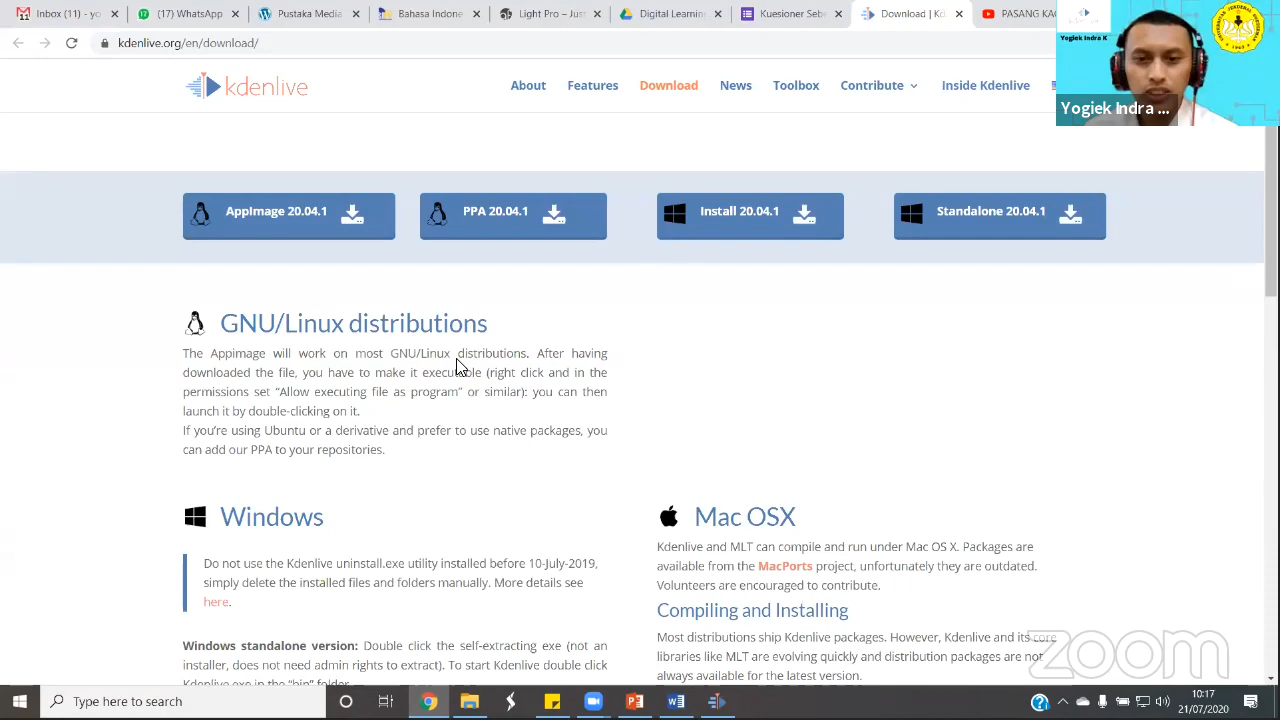 Inbox (11) - y
(17) WhatsApp
Pustaka Media
Bahasa Indone
Lightworks — Jus
Digital Learning
Kuesioner Sebe
Download | Kd
PASANG KAC
kdenlive.org/en/download/
kdenlive
About
Features
Download
News
Toolbox
Contribute
Inside Kdenlive
Yogiek Indra K
Yogiek Indra ...
AppImage 20.04.1
PPA 20.04.1
Install 20.04.1
Standalone 20.04.1
GNU/Linux distributions
The Appimage will work on most GNU/Linux distributions. After having
downloaded the file, you have to make it executable (right click and in the
permissions set “Allow executing file as program” or similar): you can then
launch it by double-clicking on it.
If you’re using Ubuntu or a derivative and prefer to use native packages, you
can add our PPA to your repositories.
Windows
Do not use the Kdenlive uninstall.exe utility installed before 10-July-2019,
simply delete the installed files and folders manually. More details see
here.
Windows standalone version: Double click the self-extracting exe (not an
installer, does not need admin rights to extract). To start Kdenlive double click
Kdenlive.exe in the “bin” folder.
Mac OSX
Kdenlive and MLT can compile and run under Mac OS X. Packages are
available from the MacPorts project, unfortunately they are outdated.
Volunteers are encouraged to contribute.
Compiling and Installing
Most distributions ship Kdenlive packages. However, Kdenlive and its core
libraries like MLT are evolving quickly and distribution packages are not
always available for the latest version.
zoom
Type here to search
10:17
21/07/2020